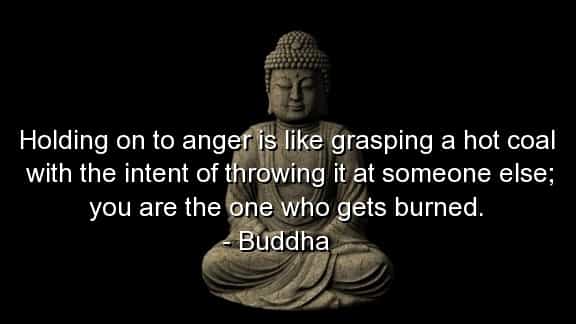 Holding on to anger is like grasping a hot coal
with the intent of throwing it at someone else;
you are the one who gets burned.
- Buddha